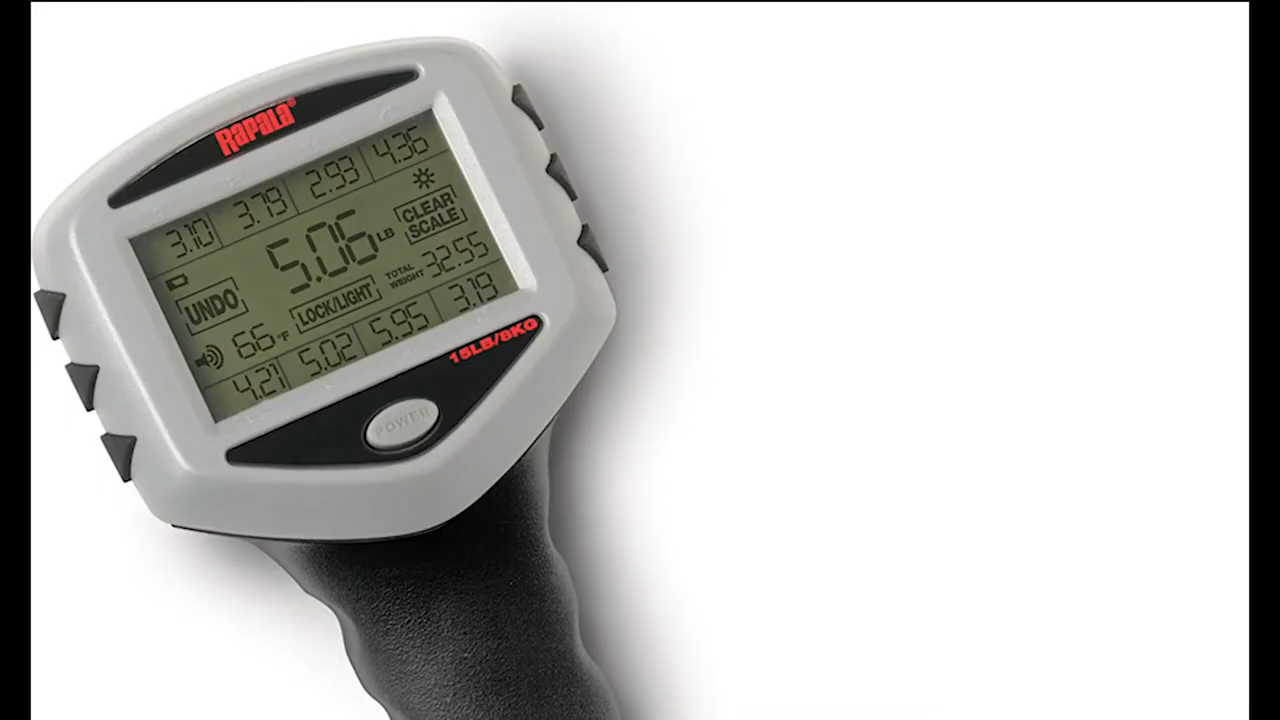 RAPALA®
3.10 3.79 2.93 4.36
5.06 LB
CLEAR
SCALE
UNDO
LOCK/LIGHT
TOTAL
WEIGHT 32.55
66 °F
4.21 5.02 5.95 3.19
15LB/8KG
POWER